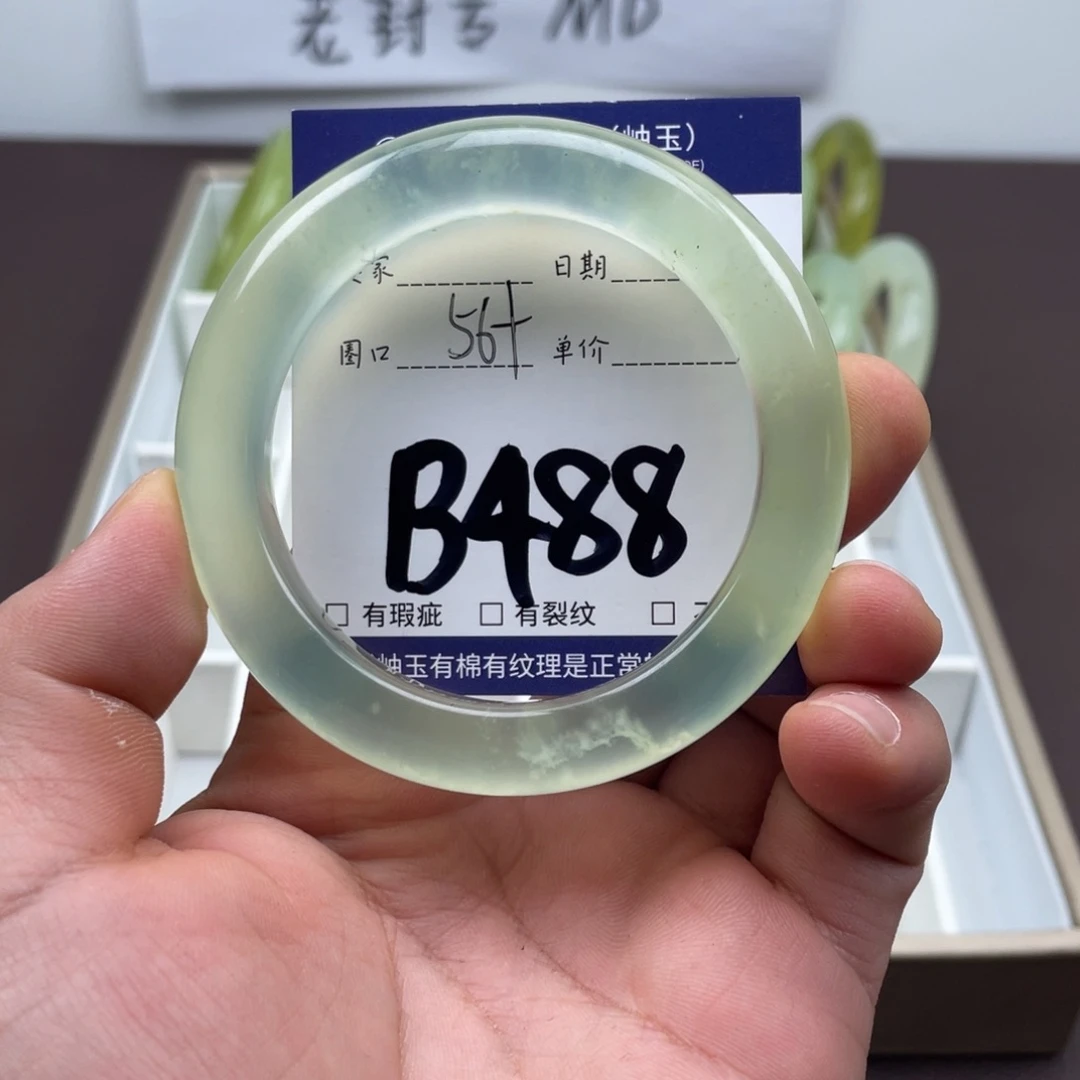 老封号 MD
(岫玉)
家 日期
圈口 56+ 单价
B488
□ 有瑕疵 □ 有裂纹 □
岫玉有棉有纹理是正常